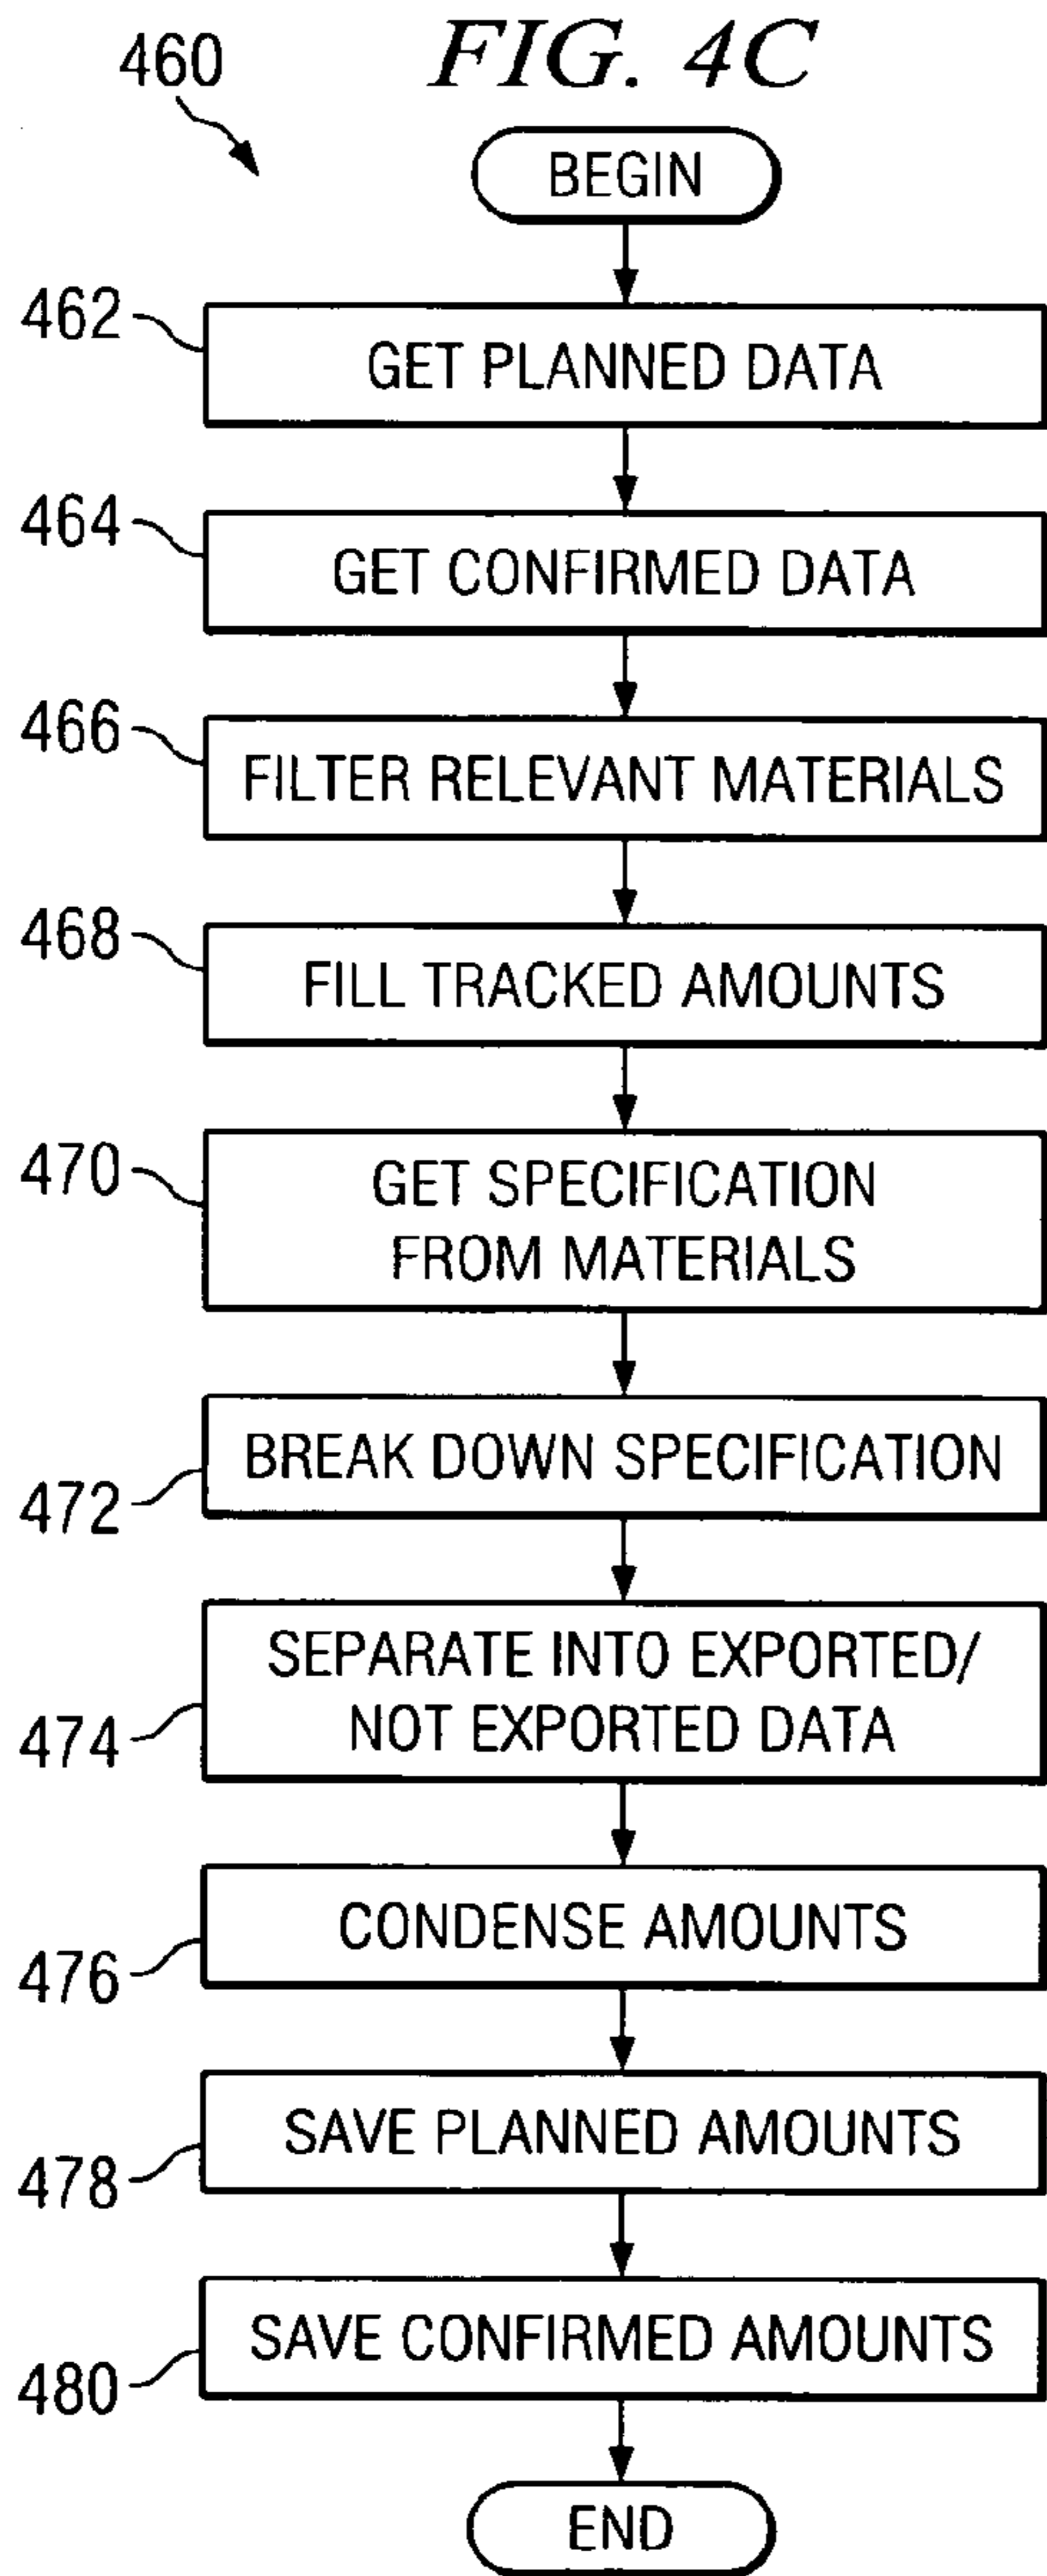 460
FIG. 4C
BEGIN
462
GET PLANNED DATA
464
GET CONFIRMED DATA
466
FILTER RELEVANT MATERIALS
468
FILL TRACKED AMOUNTS
470
GET SPECIFICATION
FROM MATERIALS
BREAK DOWN SPECIFICATION
472
SEPARATE INTO EXPORTED/
NOT EXPORTED DATA
474
CONDENSE AMOUNTS
476
SAVE PLANNED AMOUNTS
478
SAVE CONFIRMED AMOUNTS
480
END